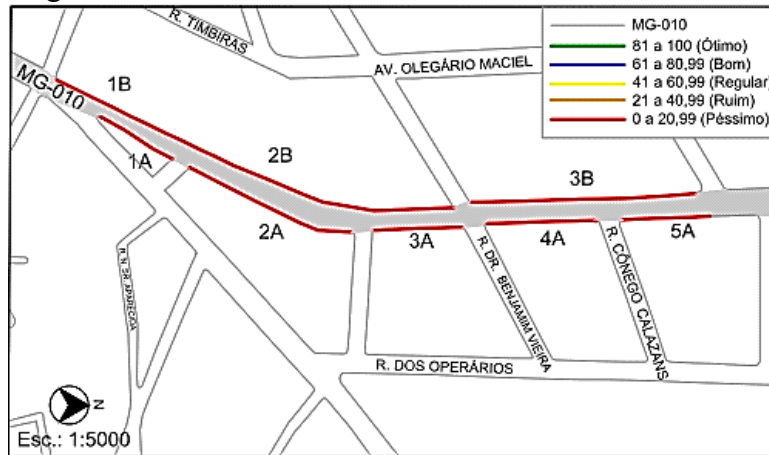 R. TIMBIRAS
MG-010
81 a 100 (Ótimo)
61 a 80,99 (Bom)
41 a 60,99 (Regular)
21 a 40,99 (Ruim)
0 a 20,99 (Péssimo)
AV. OLEGÁRIO MACIEL
MG-010
1B
1A
2B
2A
3B
3A
4A
5A
R. DR. BENJAMIM VIEIRA
R. CÔNEGO CALAZANS
R. N. SR. APARECIDA
R. DOS OPERÁRIOS
N
Esc.: 1:5000